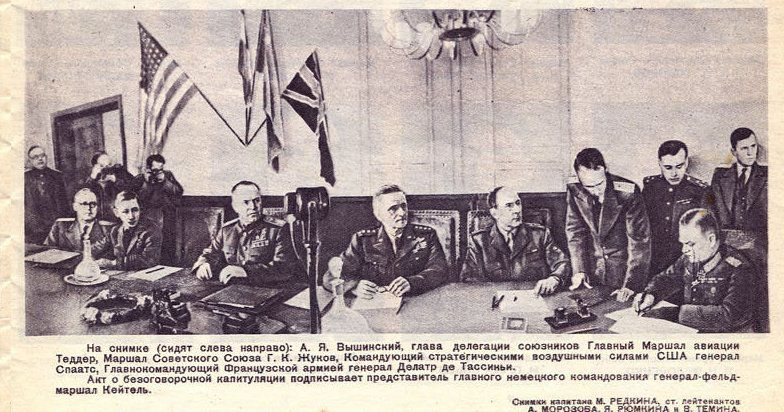 На снимке (сидят слева направо): А. Я. Вышинский, глава делегации союзников Главный Маршал авиации
Теддер, Маршал Советского Союза Г. К. Жуков, Командующий стратегическими воздушными силами США генерал
Спаатс, Главнокомандующий Французской армией генерал Делатр де Тассиньи.
Акт о безоговорочной капитуляции подписывает представитель главного немецкого командования генерал-фельд-
маршал Кейтель.
Снимки капитана М. РЕДКИНА, ст. лейтенантов
А. МОРОЗОВА, Я. РЮМКИНА и В. ТЕМИНА.